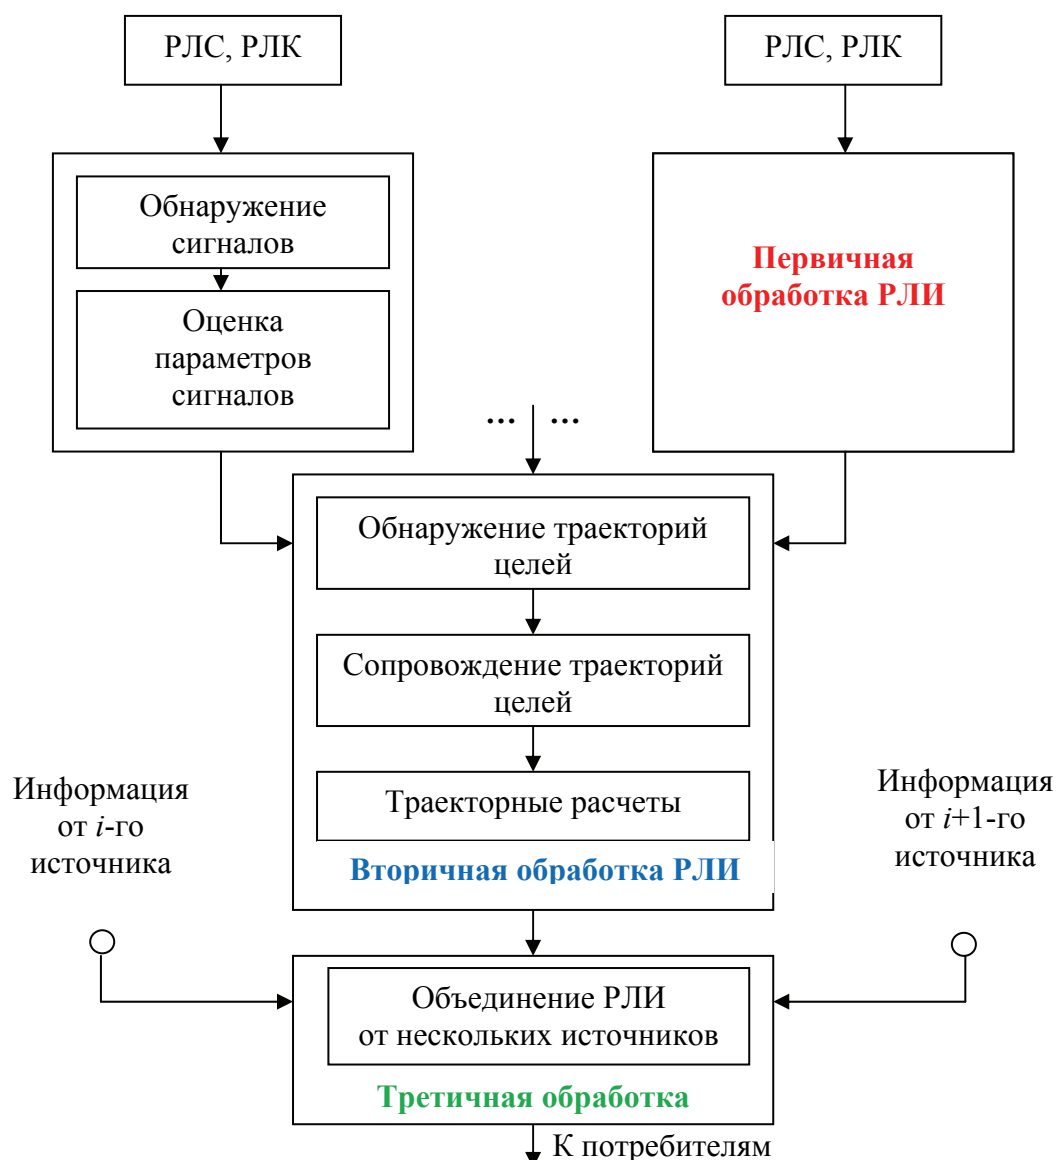 РЛС, РЛК
РЛС, РЛК
Обнаружение
сигналов
Оценка
параметров
сигналов
Первичная
обработка РЛИ
... ...
Обнаружение траекторий
целей
Сопровождение траекторий
целей
Траекторные расчеты
Вторичная обработка РЛИ
Информация
от i-го
источника
Информация
от i+1-го
источника
Объединение РЛИ
от нескольких источников
Третичная обработка
К потребителям